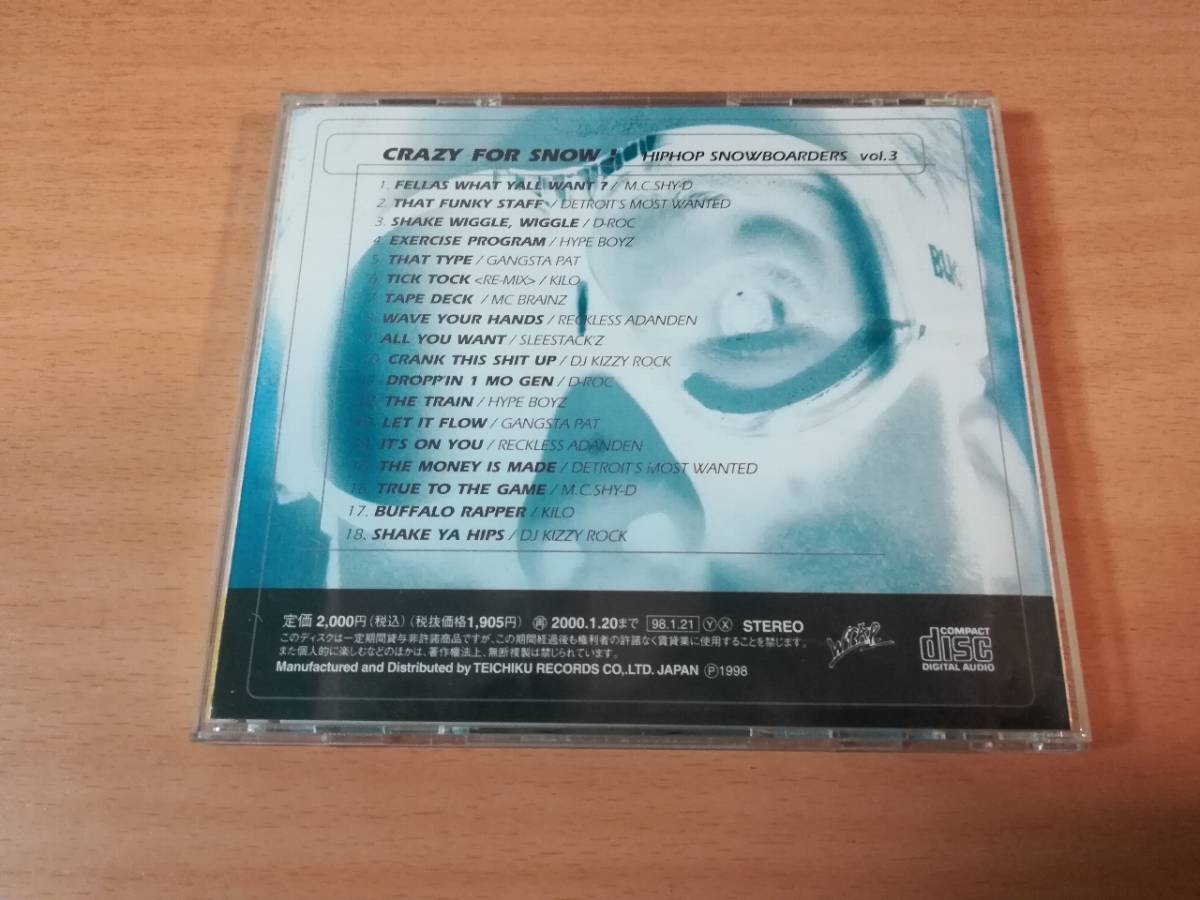 CRAZY FOR SNOW ! HIPHOP SNOWBOARDERS vol.3
1. FELLAS WHAT YALL WANT ? / M.C.SHY-D
2. THAT FUNKY STAFF / DETROIT'S MOST WANTED
3. SHAKE WIGGLE, WIGGLE / D-ROC
4. EXERCISE PROGRAM / HYPE BOYZ
5. THAT TYPE / GANGSTA PAT
6. TICK TOCK <RE-MIX> / KILO
7. TAPE DECK / MC BRAINZ
8. WAVE YOUR HANDS / RECKLESS ADANDEN
9. ALL YOU WANT / SLEESTACK'Z
10. CRANK THIS SHIT UP / DJ KIZZY ROCK
11. DROPP'IN 1 MO GEN / D-ROC
12. THE TRAIN / HYPE BOYZ
13. LET IT FLOW / GANGSTA PAT
14. IT'S ON YOU / RECKLESS ADANDEN
15. THE MONEY IS MADE / DETROIT'S MOST WANTED
16. TRUE TO THE GAME / M.C.SHY-D
17. BUFFALO RAPPER / KILO
18. SHAKE YA HIPS / DJ KIZZY ROCK
定価 2,000円(税込)(税抜価格1,905円) 再 2000.1.20まで 98.1.21 Ⓨ Ⓧ STEREO
このディスクは一定期間貸与非許諾商品ですが、この期間経過後も権利者の許諾なく賃貸業に使用することを禁じます。
また個人的に楽しむなどのほかは、著作権法上、無断複製は禁じられています。
Manufactured and Distributed by TEICHIKU RECORDS CO,.LTD. JAPAN Ⓟ1998
COMPACT
disc
DIGITAL AUDIO